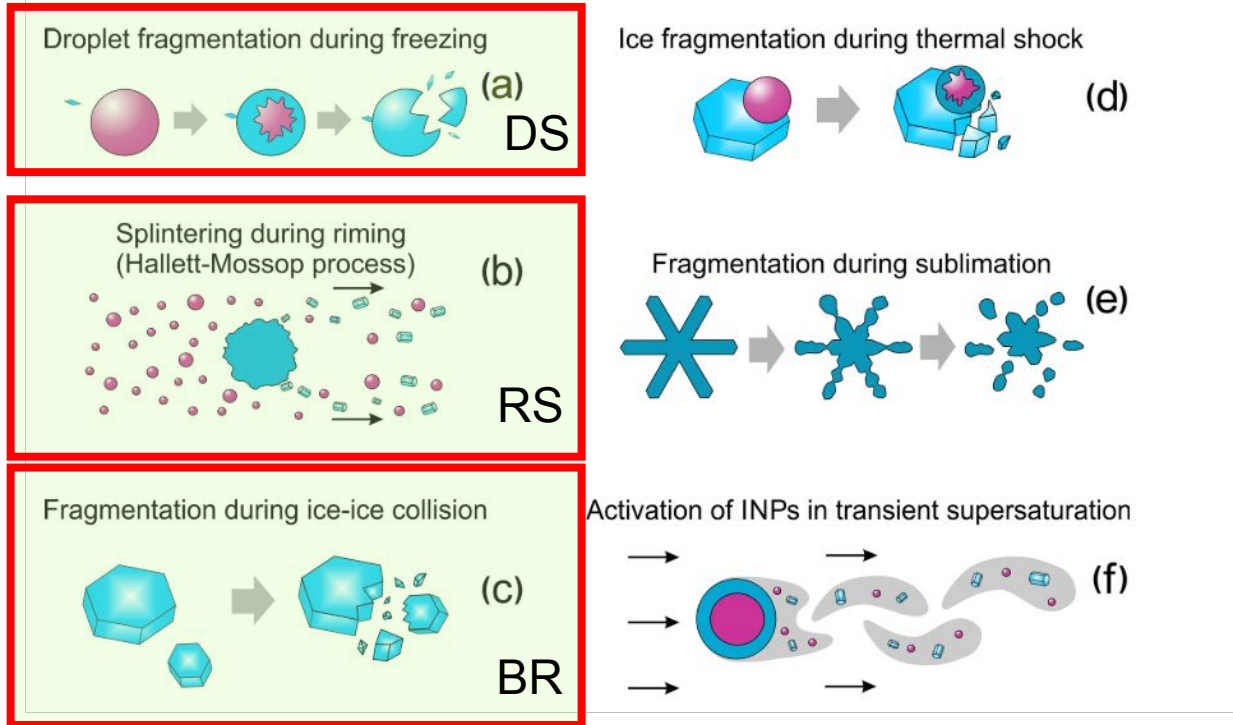 Droplet fragmentation during freezing
(a)
DS
Splintering during riming
(Hallett-Mossop process)
(b)
RS
Fragmentation during ice-ice collision
(c)
BR
Ice fragmentation during thermal shock
(d)
Fragmentation during sublimation
(e)
Activation of INPs in transient supersaturation
(f)